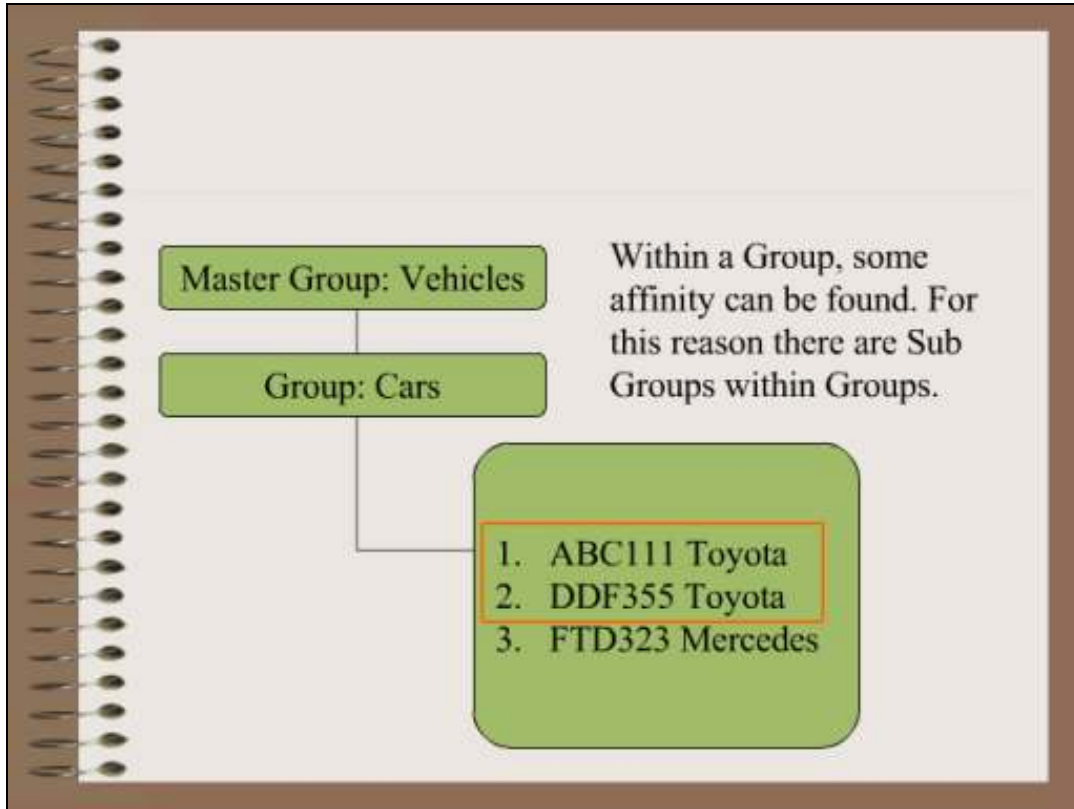 Master Group: Vehicles
Within a Group, some
affinity can be found. For
this reason there are Sub
Groups within Groups.
Group: Cars
1. ABC111 Toyota
2. DDF355 Toyota
3. FTD323 Mercedes